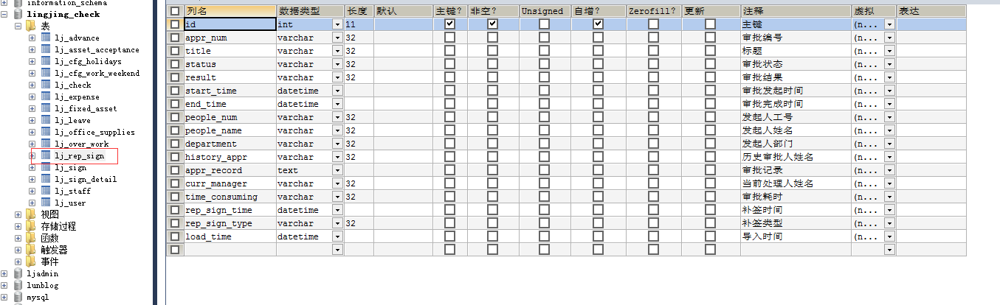 information_schema
lingjing_check
表
lj_advance
lj_asset_acceptance
lj_cfg_holidays
lj_cfg_work_weekend
lj_check
lj_expense
lj_fixed_asset
lj_leave
lj_office_supplies
lj_over_work
lj_rep_sign
lj_sign
lj_sign_detail
lj_staff
lj_user
视图
存储过程
函数
触发器
事件
ljadmin
lunblog
mysql
列名 数据类型 长度 默认 主键? 非空? Unsigned 自增? Zerofill? 更新 注释 虚拟 表达
id int 11 主键 (n...
appr_num varchar 32 审批编号 (n...
title varchar 32 标题 (n...
status varchar 32 审批状态 (n...
result varchar 32 审批结果 (n...
start_time datetime 审批发起时间 (n...
end_time datetime 审批完成时间 (n...
people_num varchar 32 发起人工号 (n...
people_name varchar 32 发起人姓名 (n...
department varchar 32 发起人部门 (n...
history_appr varchar 32 历史审批人姓名 (n...
appr_record text 审批记录 (n...
curr_manager varchar 32 当前处理人姓名 (n...
time_consuming varchar 32 审批耗时 (n...
rep_sign_time datetime 补签时间 (n...
rep_sign_type varchar 32 补签类型 (n...
load_time datetime 导入时间 (n...